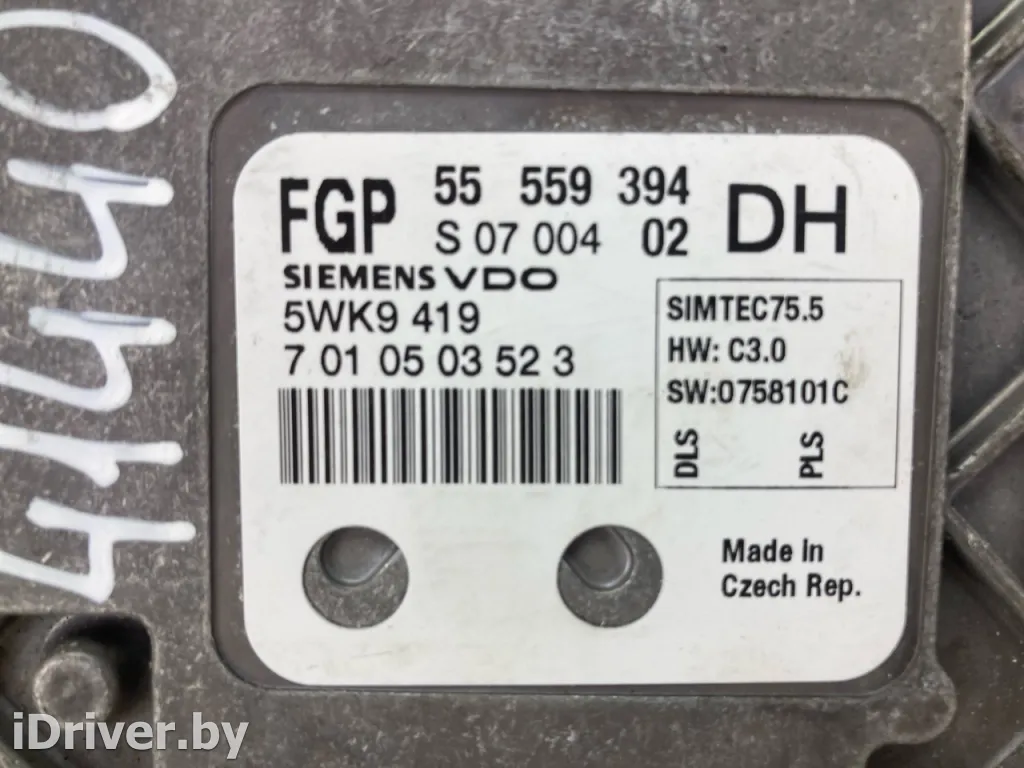 FGP 55 559 394 DH
S 07 004 02
SIEMENS VDO
5WK9 419
7 01 05 03 52 3
SIMTEC75.5
HW: C3.0
SW:0758101C
DLS PLS
Made in
Czech Rep.
iDriver.by